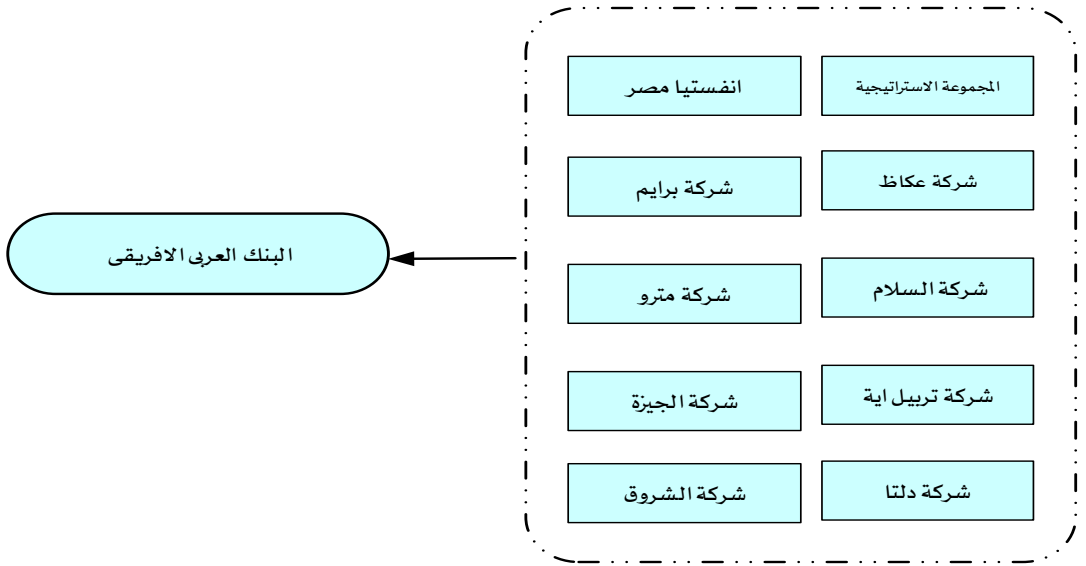 المجموعة الاستراتيجية
انفستيا مصر
شركة عكاظ
شركة برايم
شركة السلام
شركة مترو
شركة تربيل اية
شركة الجيزة
شركة دلتا
شركة الشروق
البنك العربى الافريقى